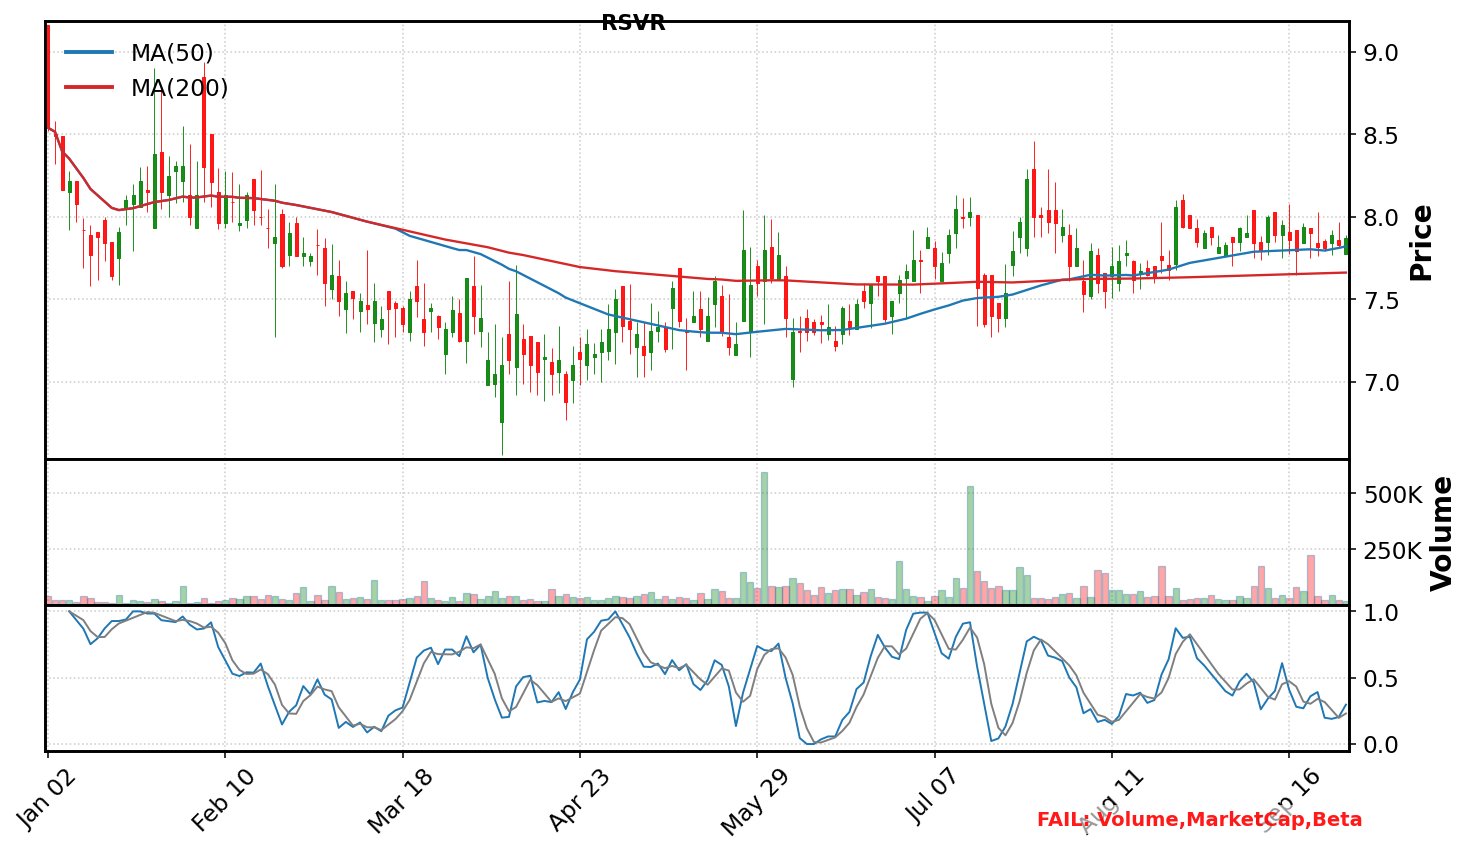 RSVR
MA(50)
MA(200)
9.0
8.5
8.0
7.5
7.0
Price
500K
250K
Volume
1.0
0.5
0.0
Jan 02
Feb 10
Mar 18
Apr 23
May 29
Jul 07
Aug 11
Sep 16
FAIL: Volume,MarketCap,Beta